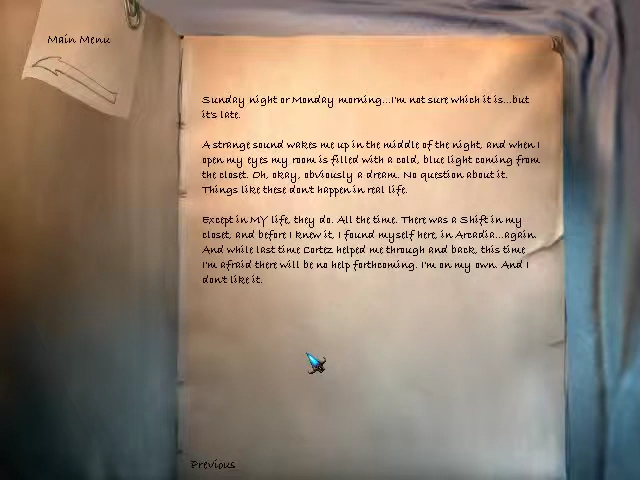 Main Menu
Sunday night or Monday morning...I'm not sure which it is...but
it's late.
A strange sound wakes me up in the middle of the night, and when I
open my eyes my room is filled with a cold, blue light coming from
the closet. Oh, okay, obviously a dream. No question about it.
Things like these don't happen in real life.
Except in MY life, they do. All the time. There was a Shift in my
closet, and before I knew it, I found myself here, in Arcadia...again.
And while last time Cortez helped me through and back, this time
I'm afraid there will be no help forthcoming. I'm on my own. And I
don't like it.
Previous